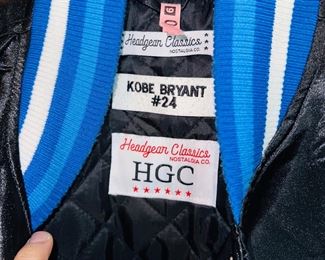 Headgear Classics
NOSTALGIA CO.
KOBE BRYANT
#24
Headgear Classics
NOSTALGIA CO.
HGC